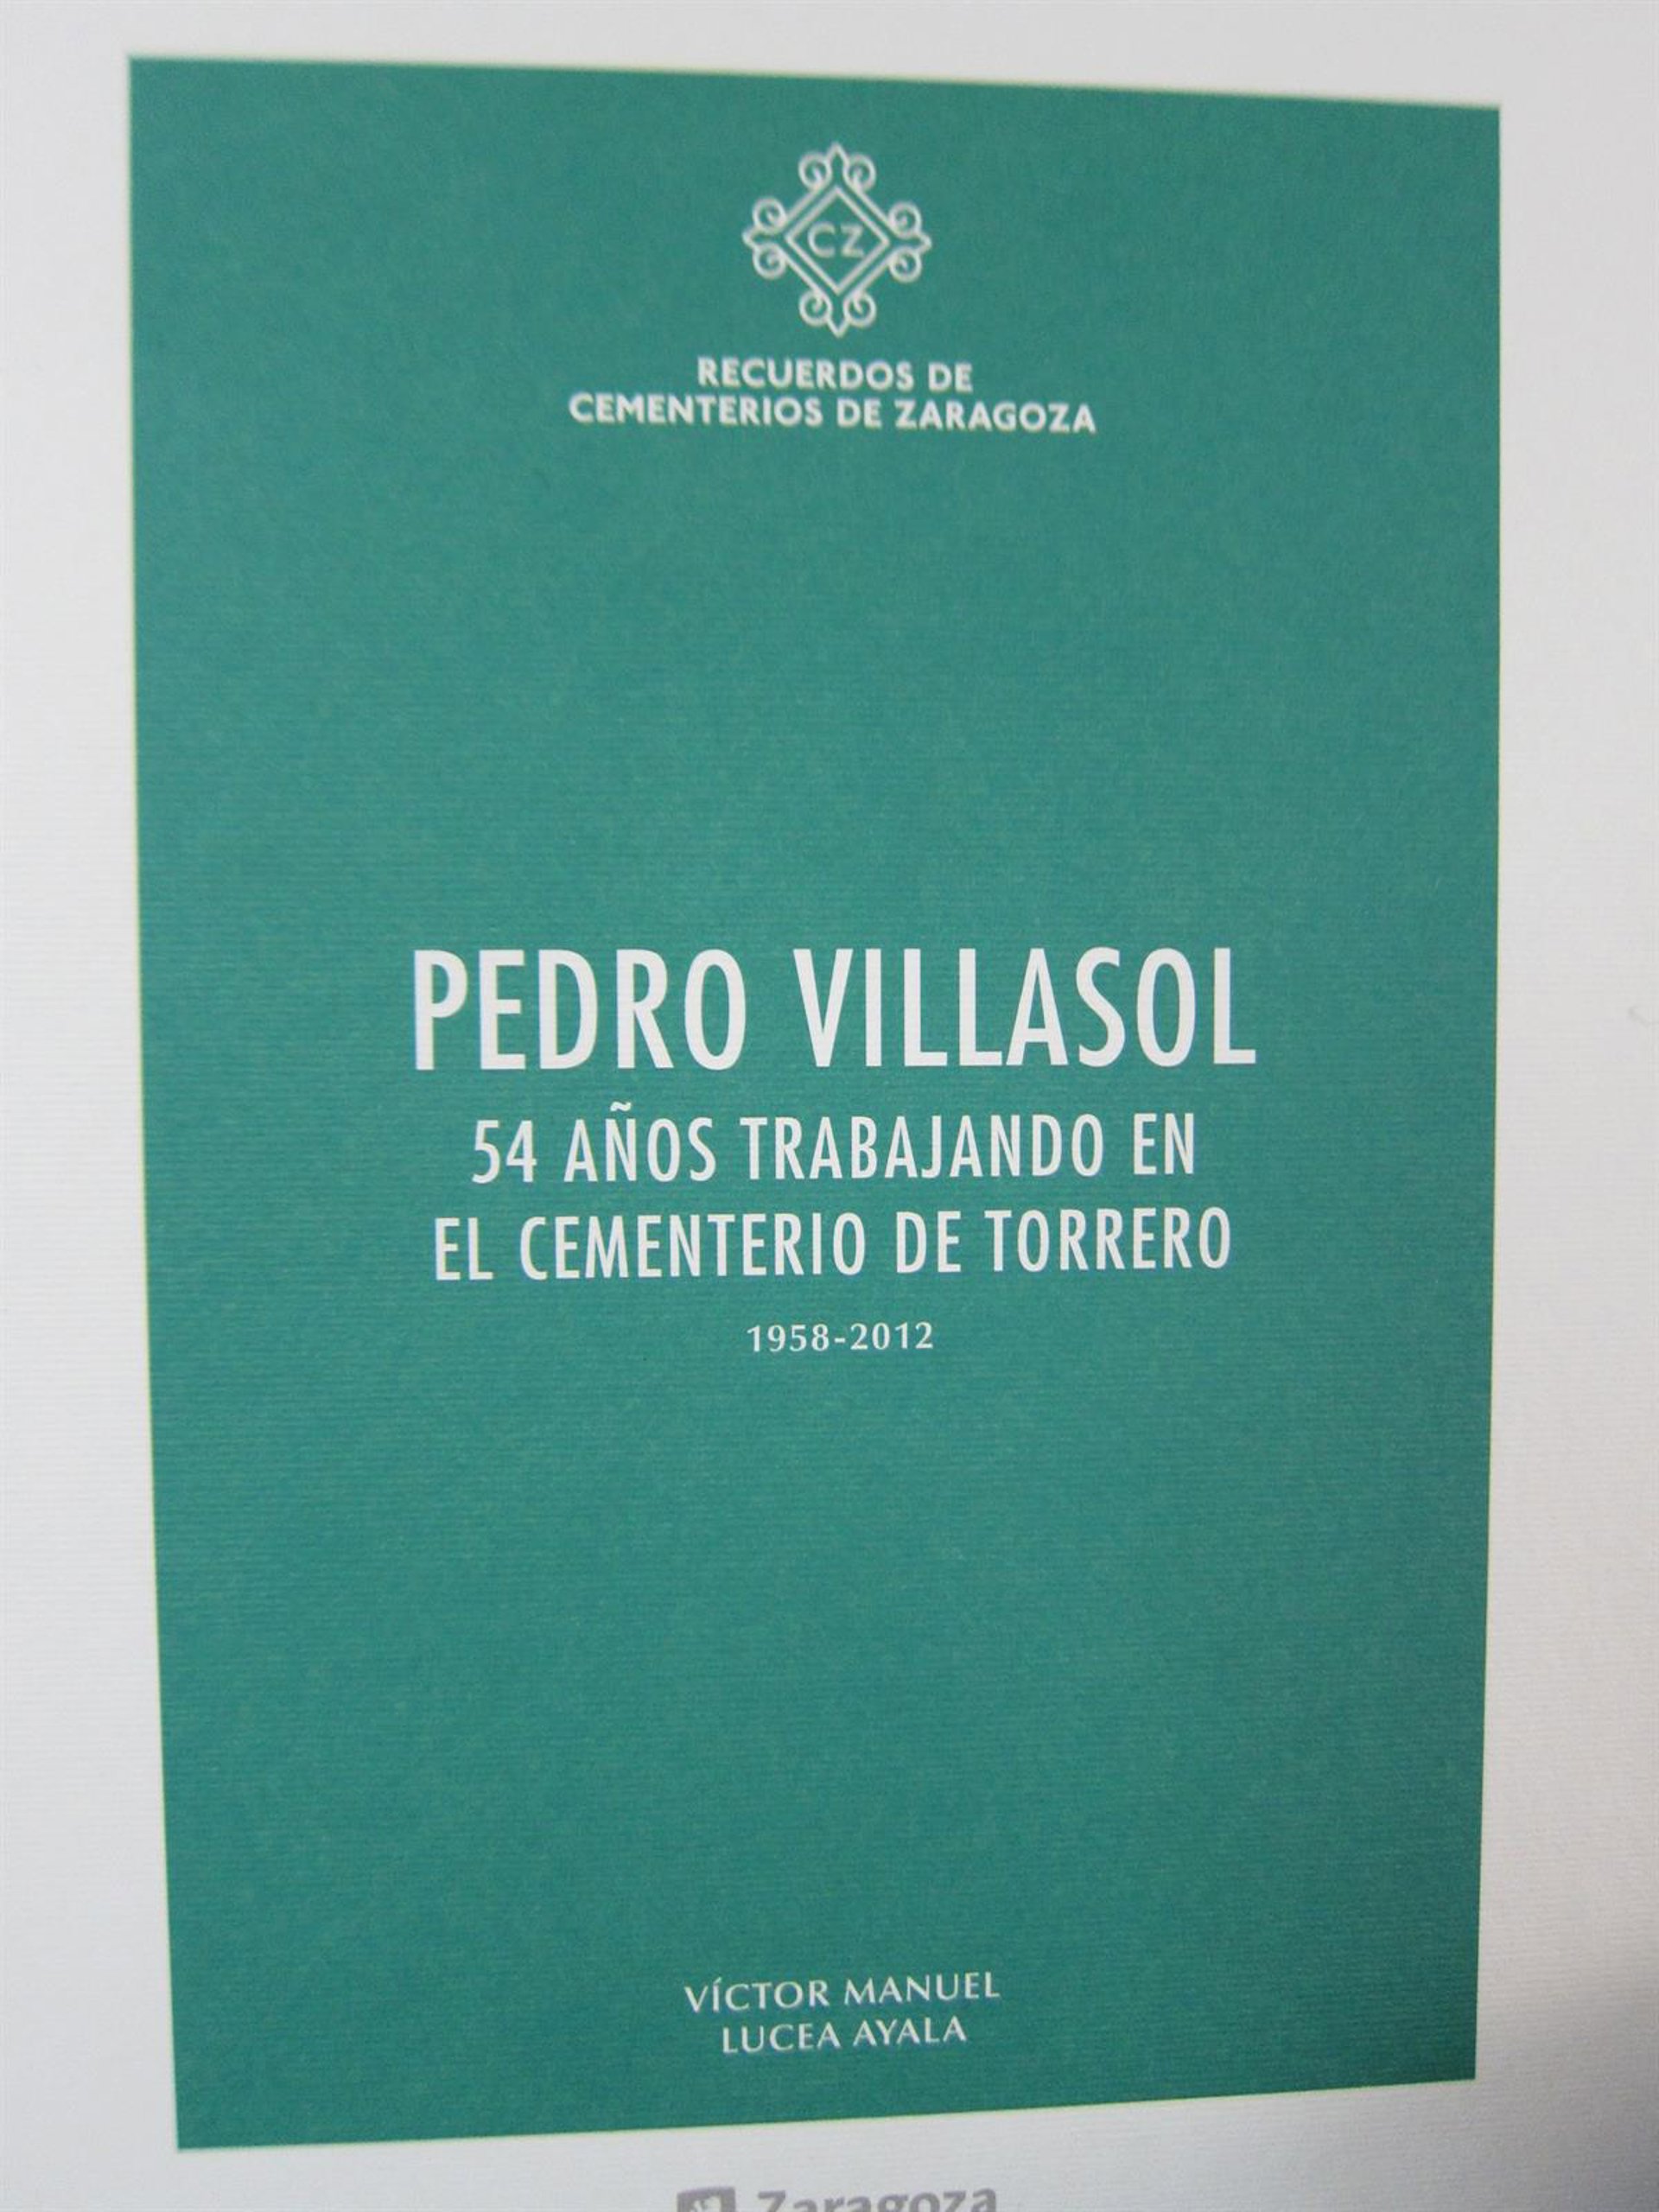 CZ
RECUERDOS DE
CEMENTERIOS DE ZARAGOZA
PEDRO VILLASOL
54 AÑOS TRABAJANDO EN
EL CEMENTERIO DE TORRERO
1958-2012
VÍCTOR MANUEL
LUCEA AYALA
Zaragoza